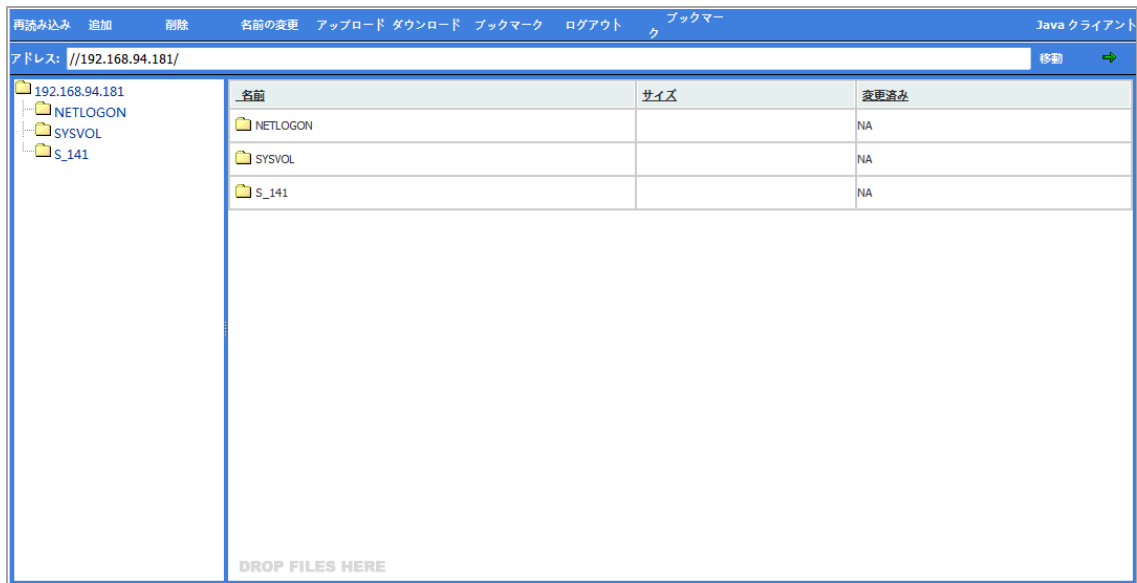 再読み込み 追加 削除 名前の変更 アップロード ダウンロード ブックマーク ログアウト ブックマー
ク Java クライアント
アドレス: //192.168.94.181/ 移動
192.168.94.181
NETLOGON
SYSVOL
S_141
名前 サイズ 変更済み
NETLOGON NA
SYSVOL NA
S_141 NA
DROP FILES HERE